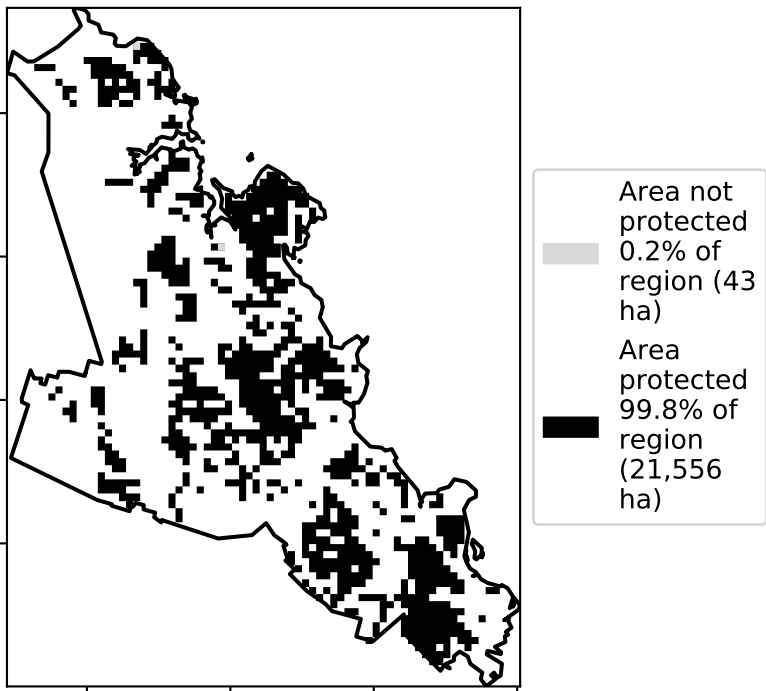 Area not
protected
0.2% of
region (43
ha)
Area
protected
99.8% of
region
(21,556
ha)